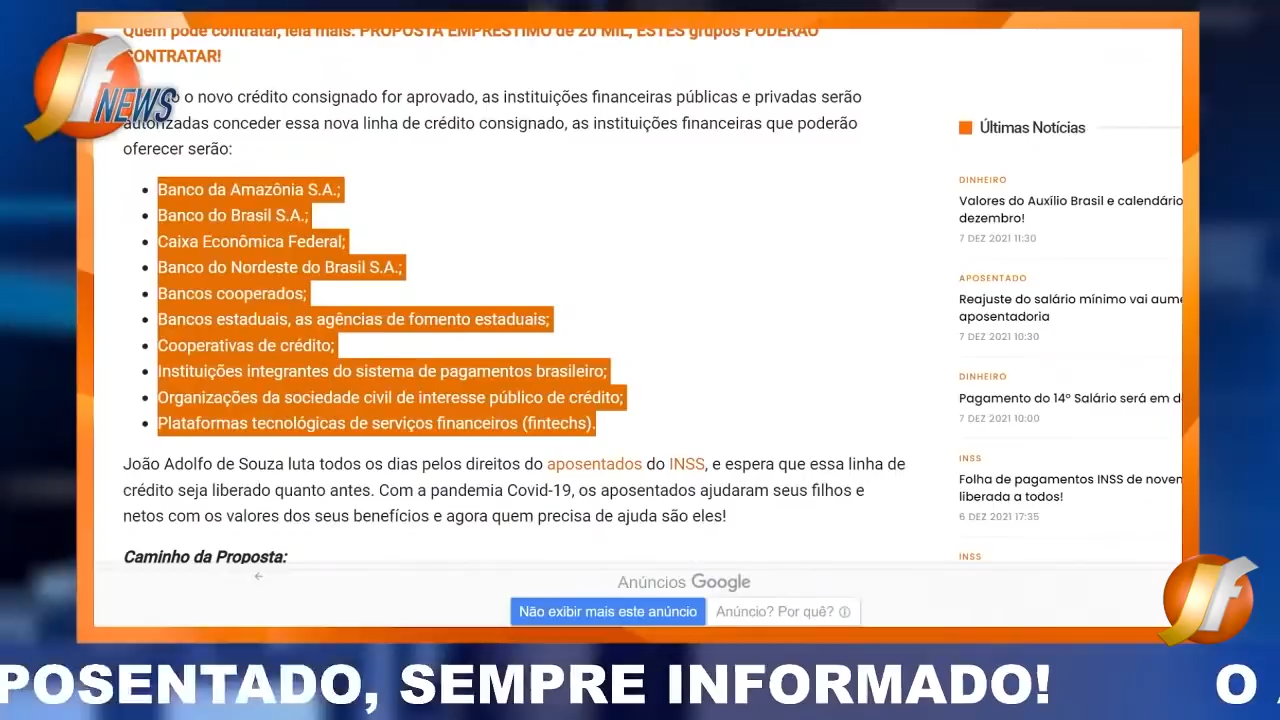 Quem pode contratar, leia mais: PROPOSTA EMPRÉSTIMO de 20 MIL, ESTES grupos PODERÃO
CONTRATAR!
o novo crédito consignado for aprovado, as instituições financeiras públicas e privadas serão
autorizadas conceder essa nova linha de crédito consignado, as instituições financeiras que poderão
oferecer serão:
Banco da Amazônia S.A.;
Banco do Brasil S.A.;
Caixa Econômica Federal;
Banco do Nordeste do Brasil S.A.;
Bancos cooperados;
Bancos estaduais, as agências de fomento estaduais;
Cooperativas de crédito;
Instituições integrantes do sistema de pagamentos brasileiro;
Organizações da sociedade civil de interesse público de crédito;
Plataformas tecnológicas de serviços financeiros (fintechs).
João Adolfo de Souza luta todos os dias pelos direitos do aposentados do INSS, e espera que essa linha de
crédito seja liberado quanto antes. Com a pandemia Covid-19, os aposentados ajudaram seus filhos e
netos com os valores dos seus benefícios e agora quem precisa de ajuda são eles!
Caminho da Proposta:
Últimas Notícias
DINHEIRO
Valores do Auxílio Brasil e calendário
dezembro!
7 DEZ 2021 11:30
APOSENTADO
Reajuste do salário mínimo vai aume
aposentadoria
7 DEZ 2021 10:30
DINHEIRO
Pagamento do 14º Salário será em d
7 DEZ 2021 10:00
INSS
Folha de pagamentos INSS de noven
liberada a todos!
6 DEZ 2021 17:35
INSS
Anúncios Google
Não exibir mais este anúncio
Anúncio? Por quê?
Jf
NEWS
Jf
POSENTADO, SEMPRE INFORMADO! O